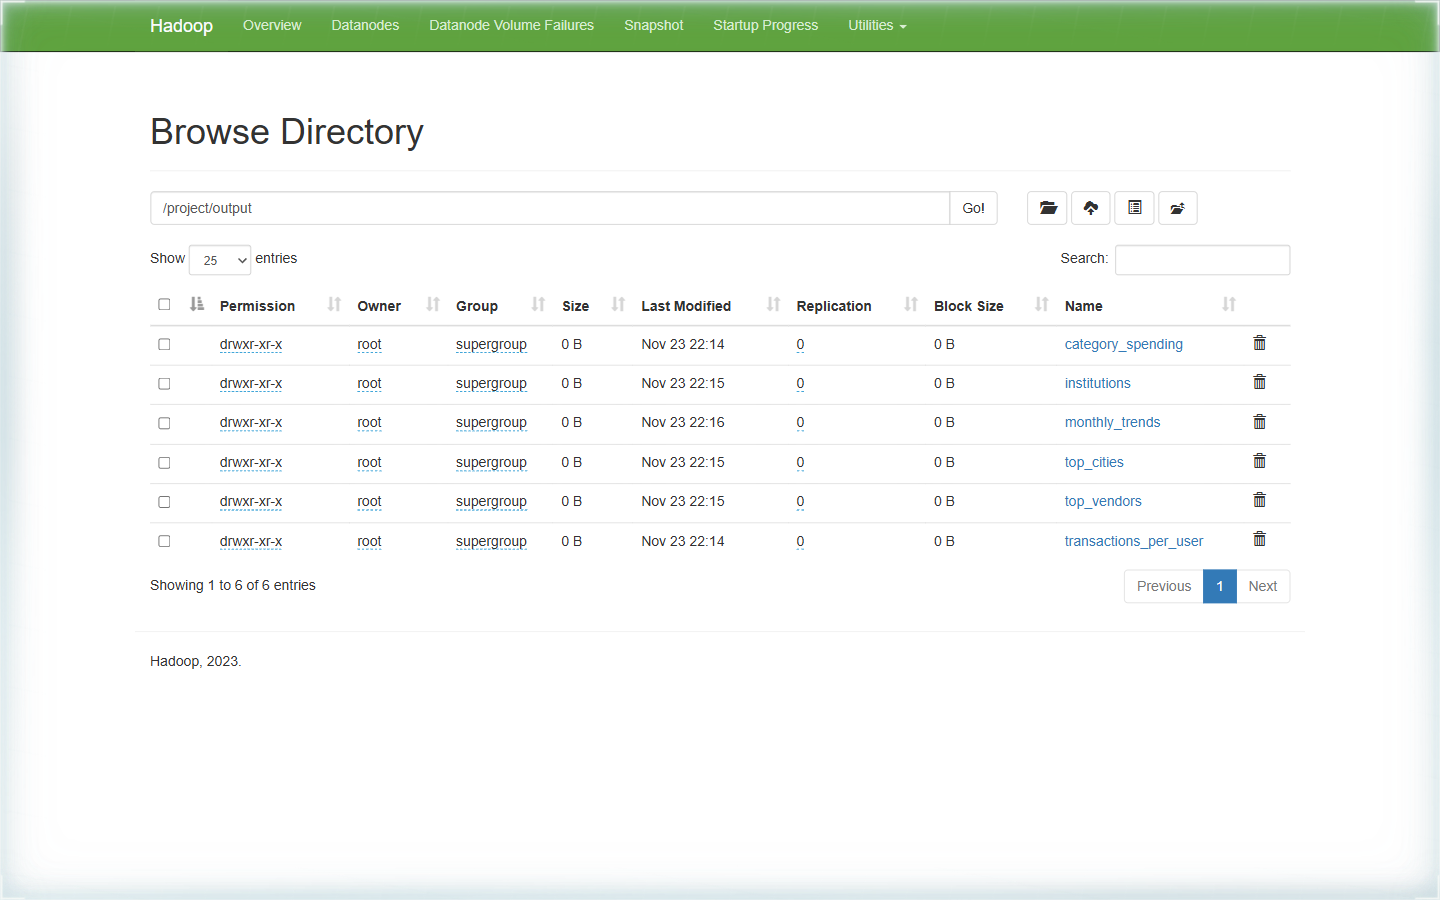 Hadoop Overview Datanodes Datanode Volume Failures Snapshot Startup Progress Utilities
Browse Directory
/project/output Go!
Show 25 entries Search:
Permission Owner Group Size Last Modified Replication Block Size Name
drwxr-xr-x root supergroup 0 B Nov 23 22:14 0 0 B category_spending
drwxr-xr-x root supergroup 0 B Nov 23 22:15 0 0 B institutions
drwxr-xr-x root supergroup 0 B Nov 23 22:16 0 0 B monthly_trends
drwxr-xr-x root supergroup 0 B Nov 23 22:15 0 0 B top_cities
drwxr-xr-x root supergroup 0 B Nov 23 22:15 0 0 B top_vendors
drwxr-xr-x root supergroup 0 B Nov 23 22:14 0 0 B transactions_per_user
Showing 1 to 6 of 6 entries Previous 1 Next
Hadoop, 2023.